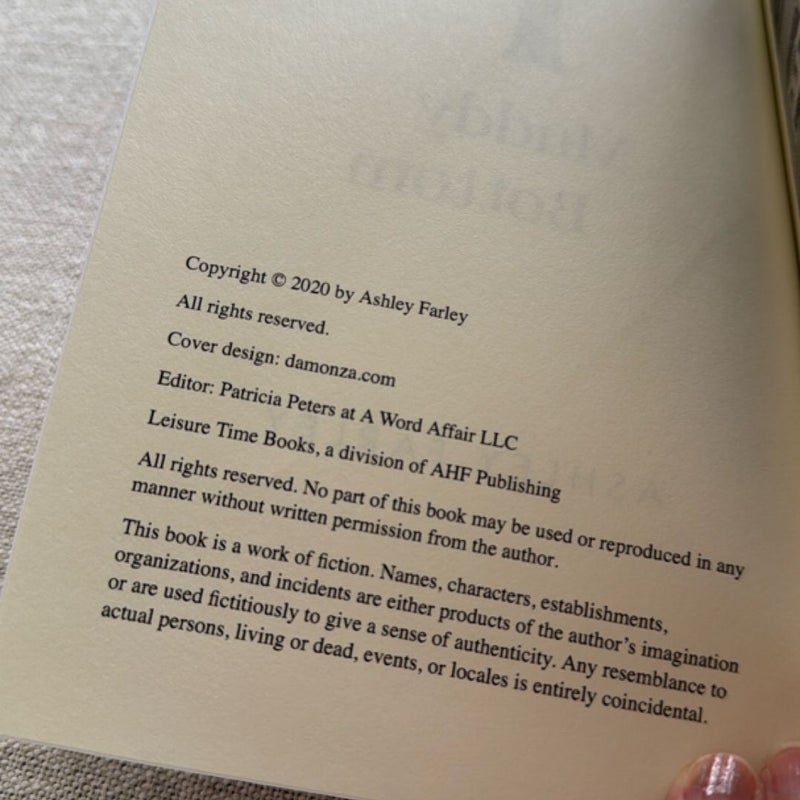 Muddy
Bottom
Copyright © 2020 by Ashley Farley
All rights reserved.
Cover design: damonza.com
Editor: Patricia Peters at A Word Affair LLC
Leisure Time Books, a division of AHF Publishing
All rights reserved. No part of this book may be used or reproduced in any
manner without written permission from the author.
This book is a work of fiction. Names, characters, establishments,
organizations, and incidents are either products of the author’s imagination
or are used fictitiously to give a sense of authenticity. Any resemblance to
actual persons, living or dead, events, or locales is entirely coincidental.